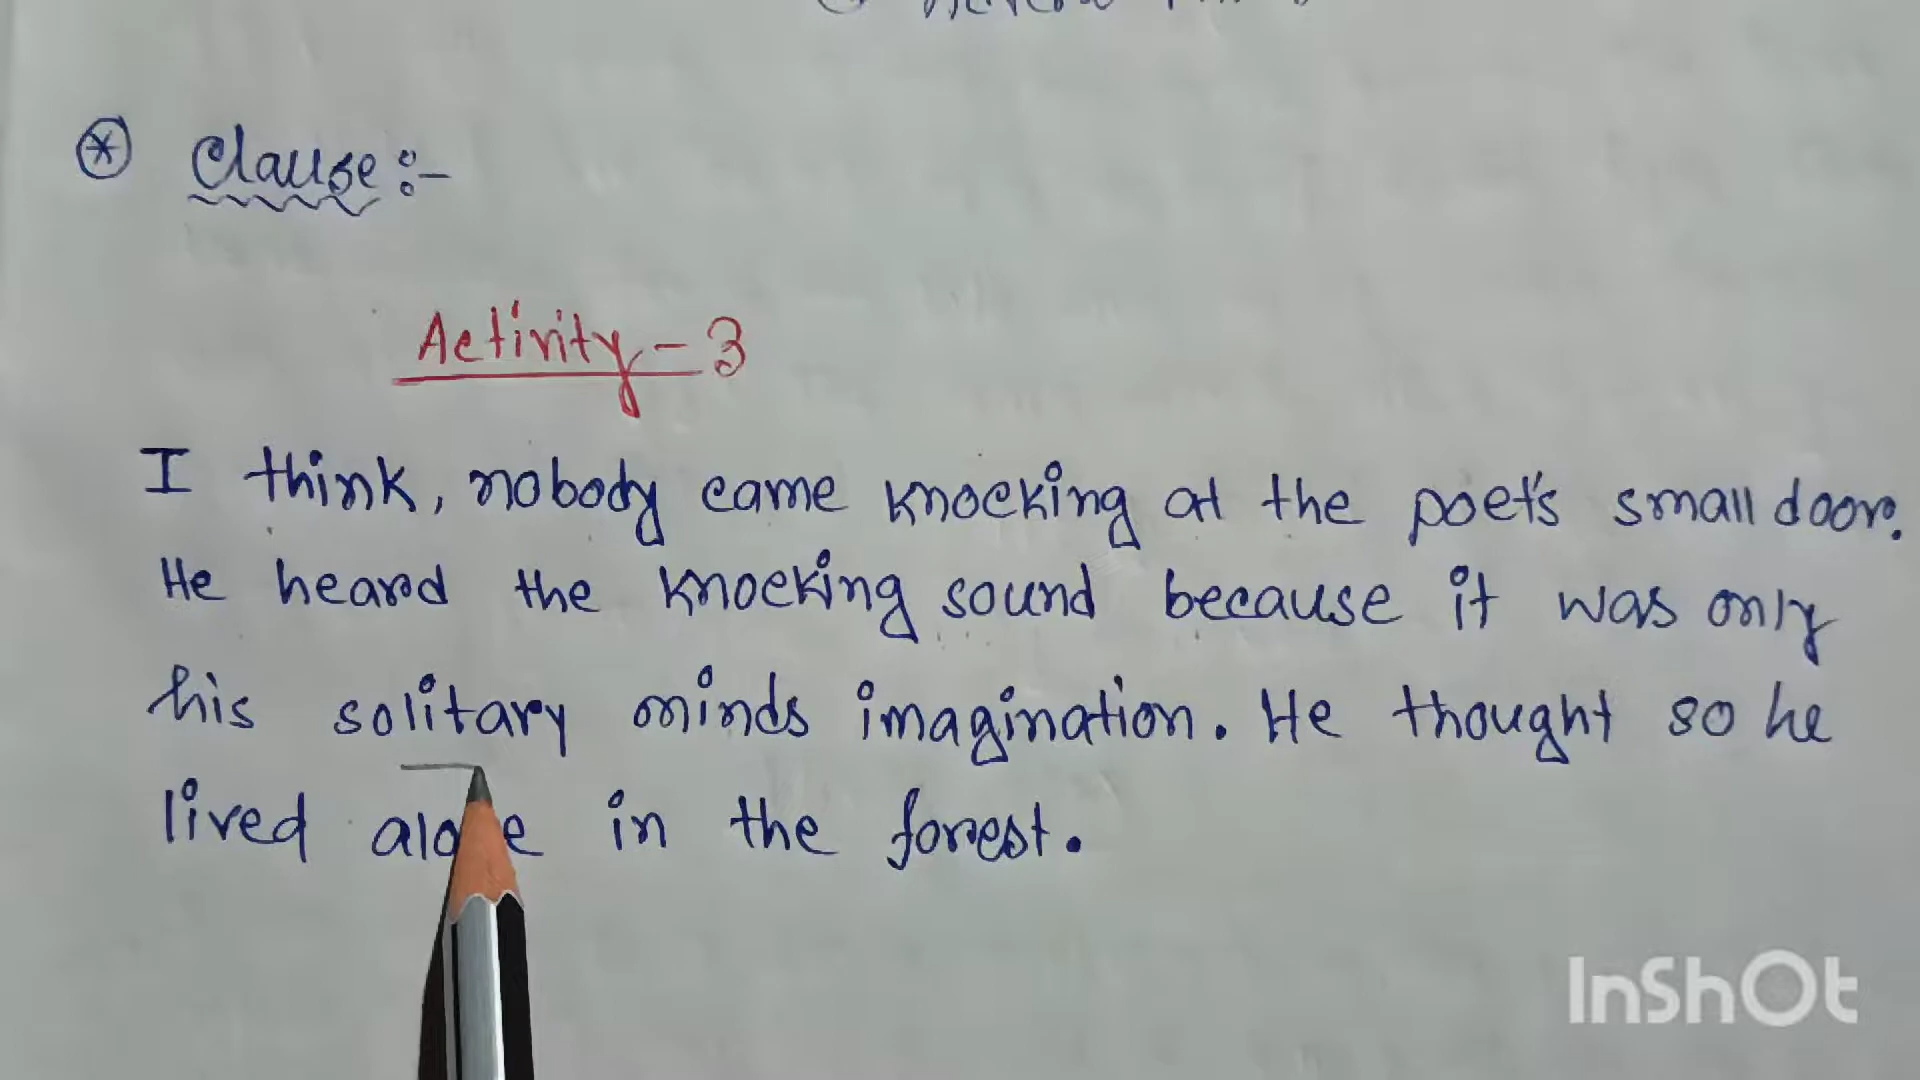 * Clause :-
Activity - 3
I think, nobody came knocking at the poet's small door.
He heard the knocking sound because it was only
his solitary minds imagination. He thought so he
lived alone in the forest.
InShOt